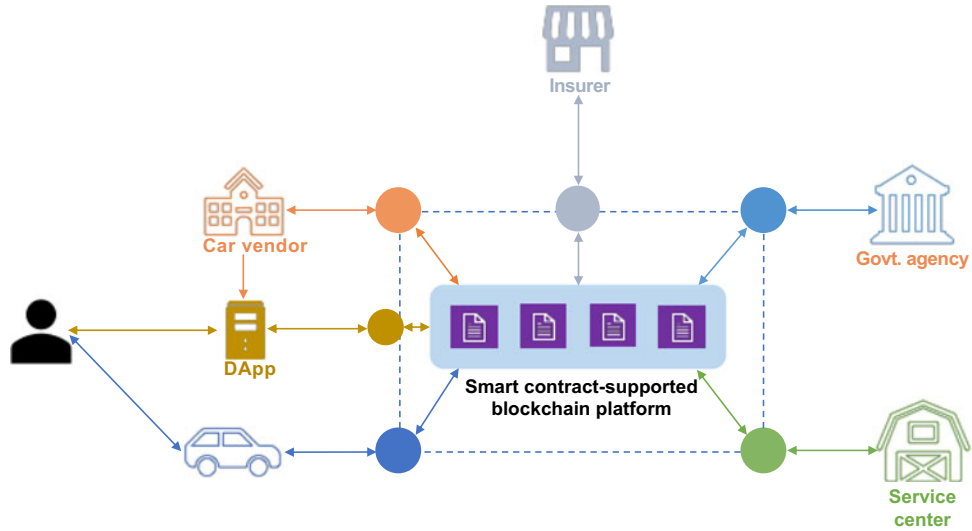 Insurer
Car vendor
Govt. agency
DApp
Smart contract-supported
blockchain platform
Service
center